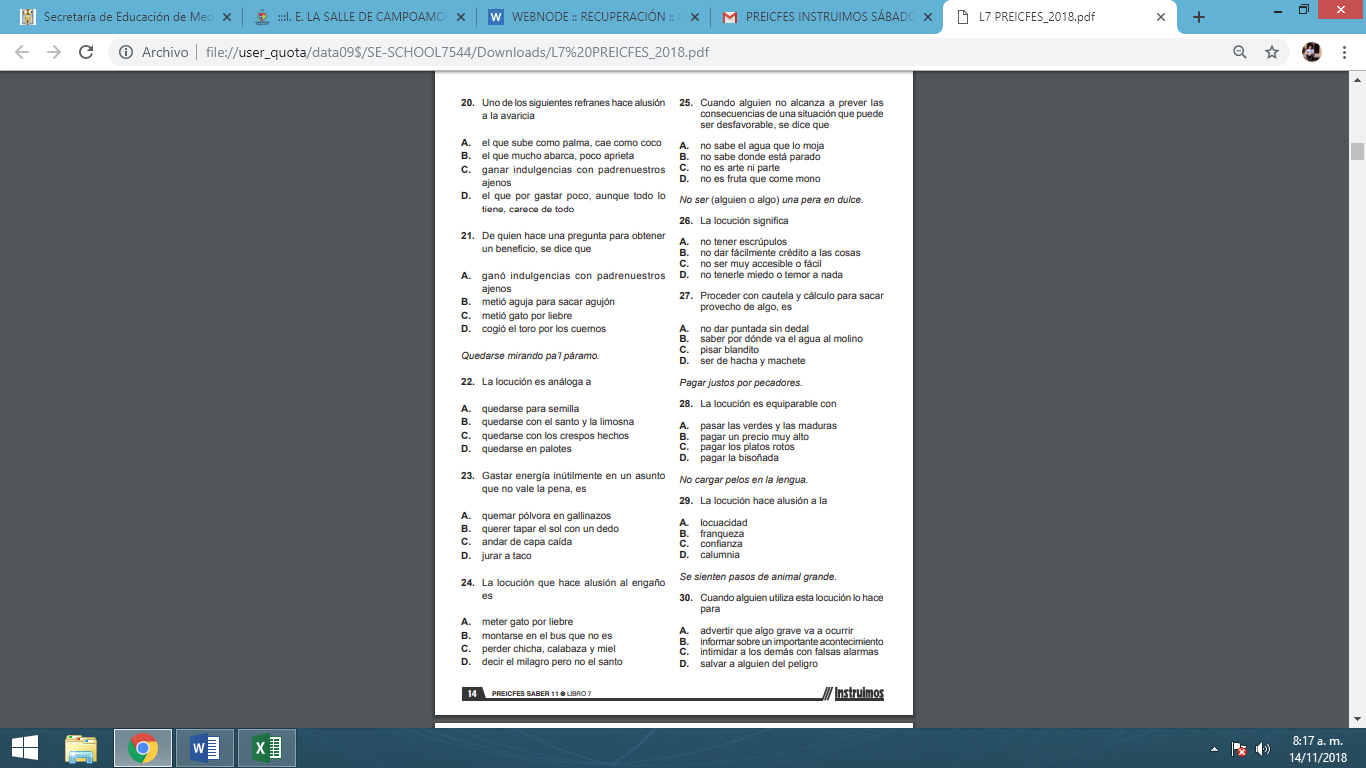 Secretaría de Educación de Med
:::I. E. LA SALLE DE CAMPOAMO
WEBNODE :: RECUPERACIÓN ::
PREICFES INSTRUIMOS SÁBADO
L7 PREICFES_2018.pdf
Archivo
file://user_quota/data09$/SE-SCHOOL7544/Downloads/L7%20PREICFES_2018.pdf
20. Uno de los siguientes refranes hace alusión
a la avaricia
A. el que sube como palma, cae como coco
B. el que mucho abarca, poco aprieta
C. ganar indulgencias con padrenuestros
ajenos
D. el que por gastar poco, aunque todo lo
tiene, carece de todo
21. De quien hace una pregunta para obtener
un beneficio, se dice que
A. ganó indulgencias con padrenuestros
ajenos
B. metió aguja para sacar agujón
C. metió gato por liebre
D. cogió el toro por los cuernos
Quedarse mirando pa'l páramo.
22. La locución es análoga a
A. quedarse para semilla
B. quedarse con el santo y la limosna
C. quedarse con los crespos hechos
D. quedarse en palotes
23. Gastar energía inútilmente en un asunto
que no vale la pena, es
A. quemar pólvora en gallinazos
B. querer tapar el sol con un dedo
C. andar de capa caída
D. jurar a taco
24. La locución que hace alusión al engaño
es
A. meter gato por liebre
B. montarse en el bus que no es
C. perder chicha, calabaza y miel
D. decir el milagro pero no el santo
25. Cuando alguien no alcanza a prever las
consecuencias de una situación que puede
ser desfavorable, se dice que
A. no sabe el agua que lo moja
B. no sabe donde está parado
C. no es arte ni parte
D. no es fruta que come mono
No ser (alguien o algo) una pera en dulce.
26. La locución significa
A. no tener escrúpulos
B. no dar fácilmente crédito a las cosas
C. no ser muy accesible o fácil
D. no tenerle miedo o temor a nada
27. Proceder con cautela y cálculo para sacar
provecho de algo, es
A. no dar puntada sin dedal
B. saber por dónde va el agua al molino
C. pisar blandito
D. ser de hacha y machete
Pagar justos por pecadores.
28. La locución es equiparable con
A. pasar las verdes y las maduras
B. pagar un precio muy alto
C. pagar los platos rotos
D. pagar la bisoñada
No cargar pelos en la lengua.
29. La locución hace alusión a la
A. locuacidad
B. franqueza
C. confianza
D. calumnia
Se sienten pasos de animal grande.
30. Cuando alguien utiliza esta locución lo hace
para
A. advertir que algo grave va a ocurrir
B. informar sobre un importante acontecimiento
C. intimidar a los demás con falsas alarmas
D. salvar a alguien del peligro
14 PREICFES SABER 11 LIBRO 7
Instruimos
8:17 a. m.
14/11/2018